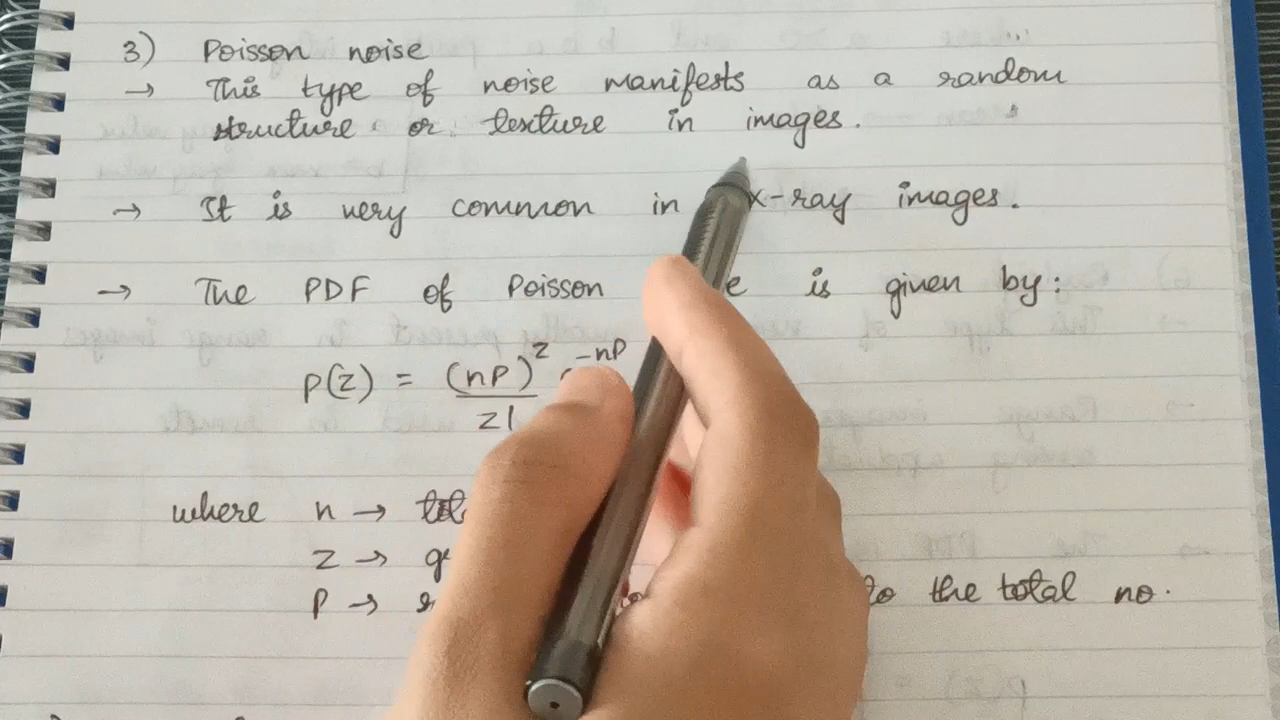 3) Poisson noise
→ This type of noise manifests as a random
structure or texture in images.
→ It is very common in x-ray images.
→ The PDF of Poisson e is given by:
P(z) = (np)^z -np
z!
where n →
z →
P → to the total no.